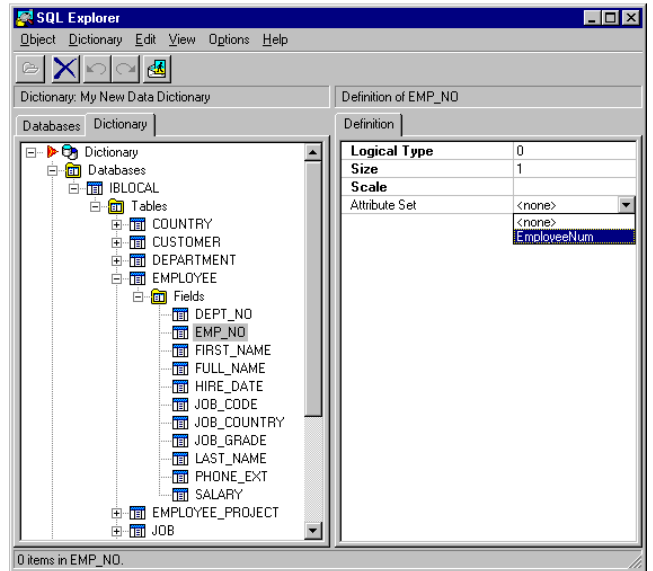 SQL Explorer
Object Dictionary Edit View Options Help
Dictionary: My New Data Dictionary
Definition of EMP_NO
Databases Dictionary
Definition
Dictionary
Databases
IBLOCAL
Tables
COUNTRY
CUSTOMER
DEPARTMENT
EMPLOYEE
Fields
DEPT_NO
EMP_NO
FIRST_NAME
FULL_NAME
HIRE_DATE
JOB_CODE
JOB_COUNTRY
JOB_GRADE
LAST_NAME
PHONE_EXT
SALARY
EMPLOYEE_PROJECT
JOB
Logical Type 0
Size 1
Scale
Attribute Set <none>
<none>
EmployeeNum
0 items in EMP_NO.